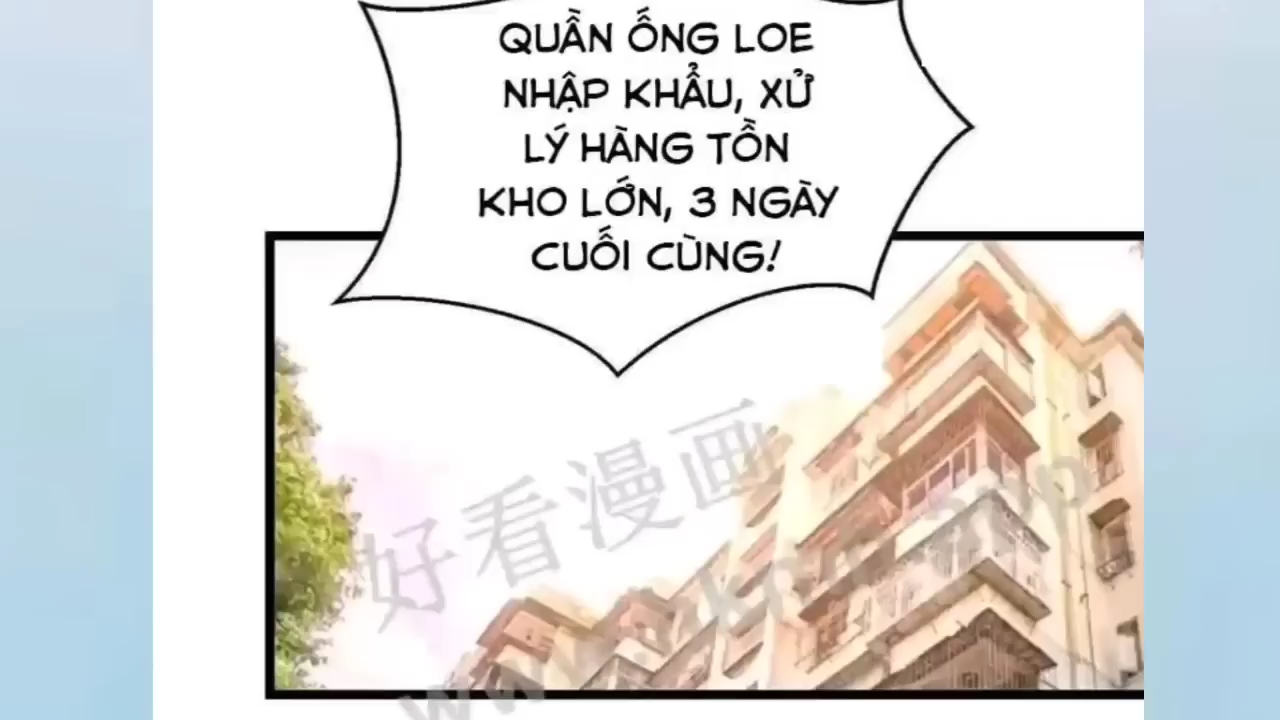 QUẦN ỐNG LOE
NHẬP KHẨU, XỬ
LÝ HÀNG TỒN
KHO LỚN, 3 NGÀY
CUỐI CÙNG!
好看漫画